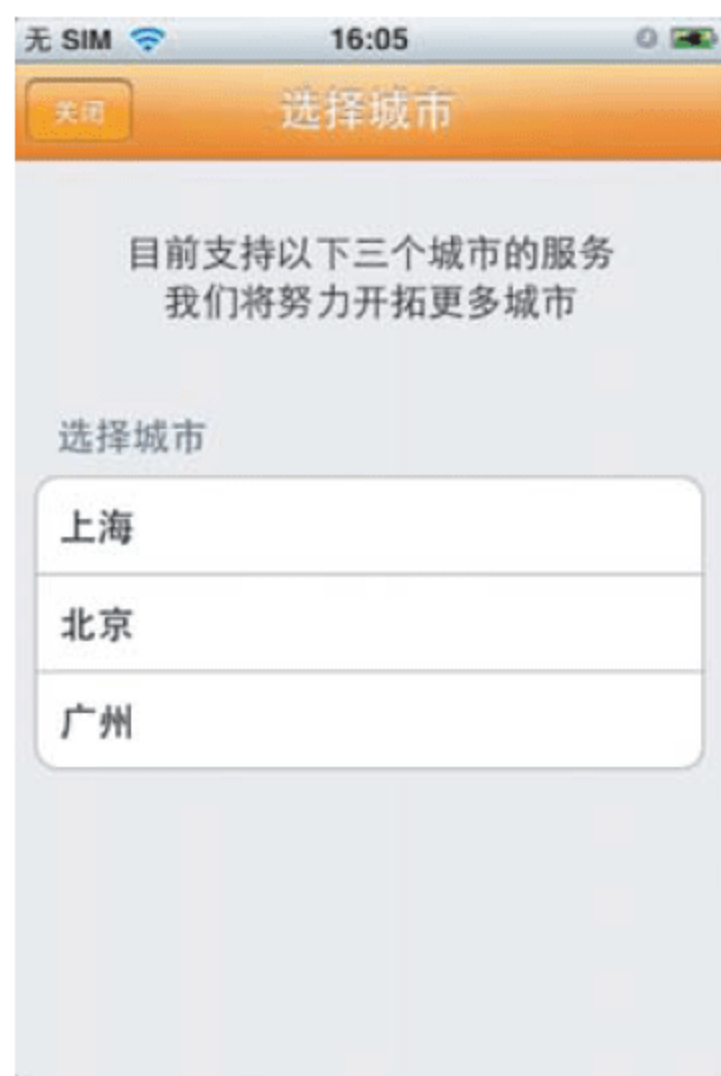 无 SIM 16:05
关闭 选择城市
目前支持以下三个城市的服务
我们将努力开拓更多城市
选择城市
上海
北京
广州